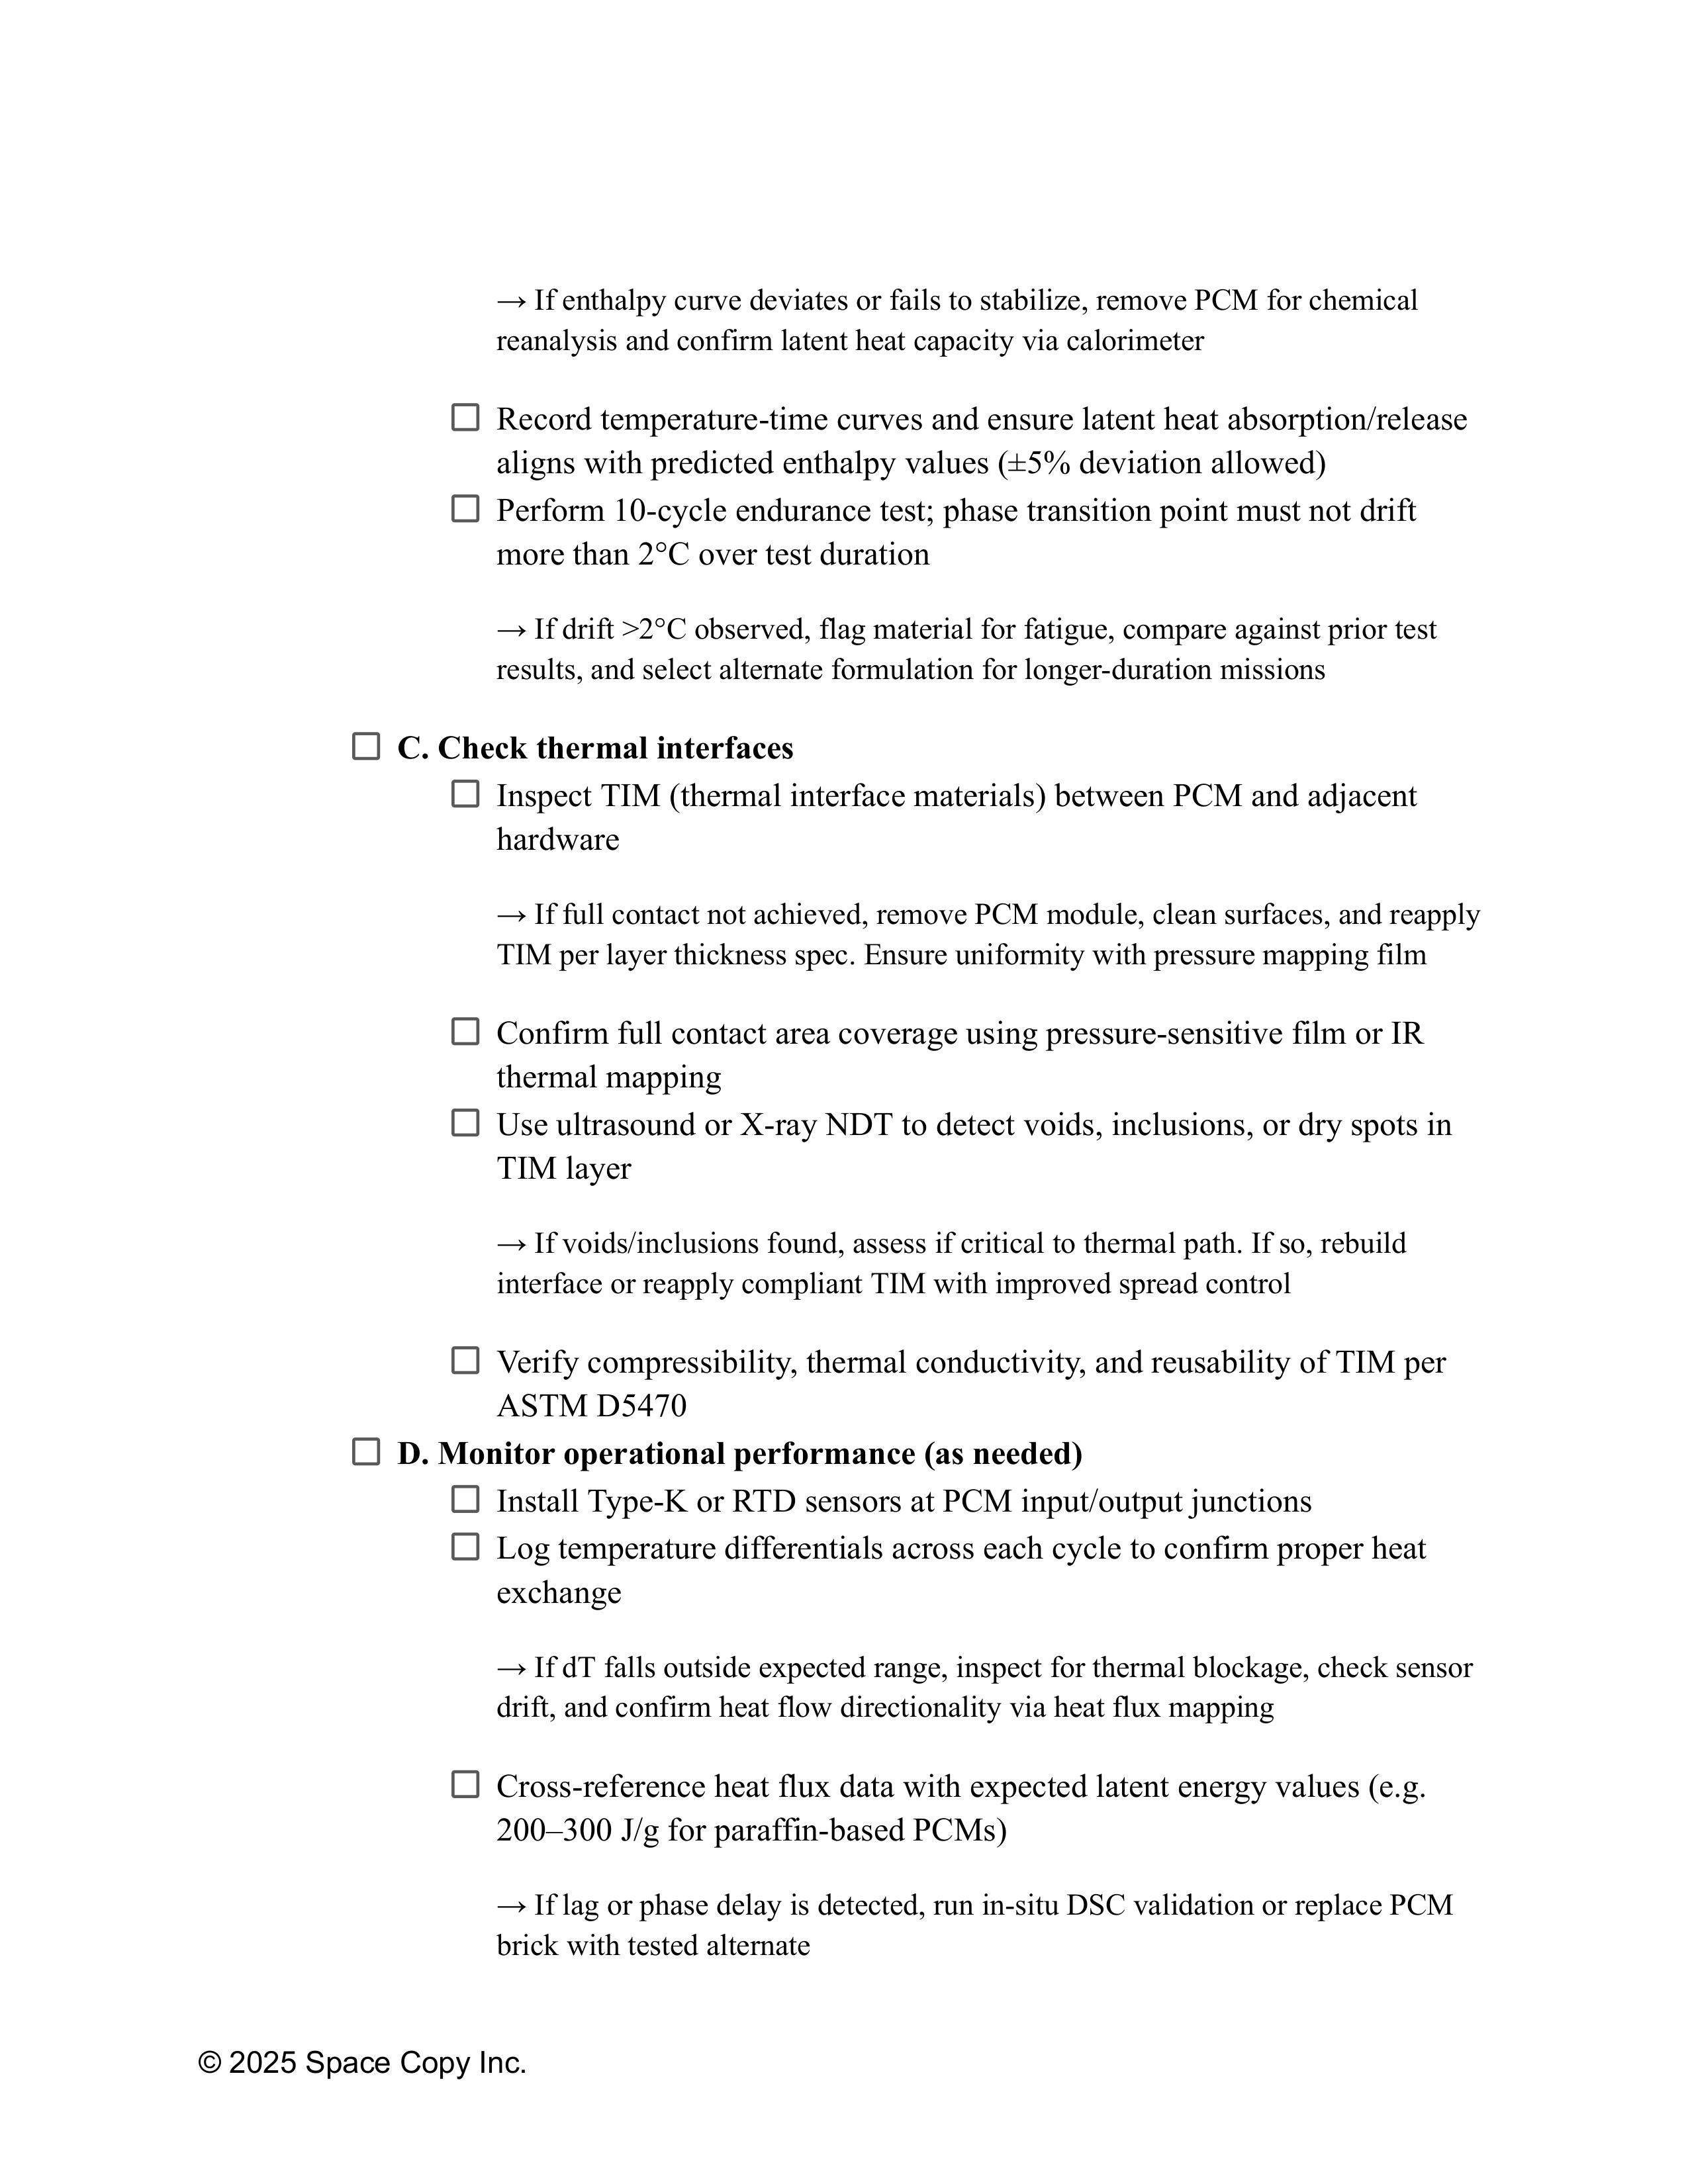 → If enthalpy curve deviates or fails to stabilize, remove PCM for chemical
reanalysis and confirm latent heat capacity via calorimeter
☐ Record temperature-time curves and ensure latent heat absorption/release
aligns with predicted enthalpy values (±5% deviation allowed)
☐ Perform 10-cycle endurance test; phase transition point must not drift
more than 2°C over test duration
→ If drift >2°C observed, flag material for fatigue, compare against prior test
results, and select alternate formulation for longer-duration missions
☐ C. Check thermal interfaces
☐ Inspect TIM (thermal interface materials) between PCM and adjacent
hardware
→ If full contact not achieved, remove PCM module, clean surfaces, and reapply
TIM per layer thickness spec. Ensure uniformity with pressure mapping film
☐ Confirm full contact area coverage using pressure-sensitive film or IR
thermal mapping
☐ Use ultrasound or X-ray NDT to detect voids, inclusions, or dry spots in
TIM layer
→ If voids/inclusions found, assess if critical to thermal path. If so, rebuild
interface or reapply compliant TIM with improved spread control
☐ Verify compressibility, thermal conductivity, and reusability of TIM per
ASTM D5470
☐ D. Monitor operational performance (as needed)
☐ Install Type-K or RTD sensors at PCM input/output junctions
☐ Log temperature differentials across each cycle to confirm proper heat
exchange
→ If dT falls outside expected range, inspect for thermal blockage, check sensor
drift, and confirm heat flow directionality via heat flux mapping
☐ Cross-reference heat flux data with expected latent energy values (e.g.
200–300 J/g for paraffin-based PCMs)
→ If lag or phase delay is detected, run in-situ DSC validation or replace PCM
brick with tested alternate
© 2025 Space Copy Inc.